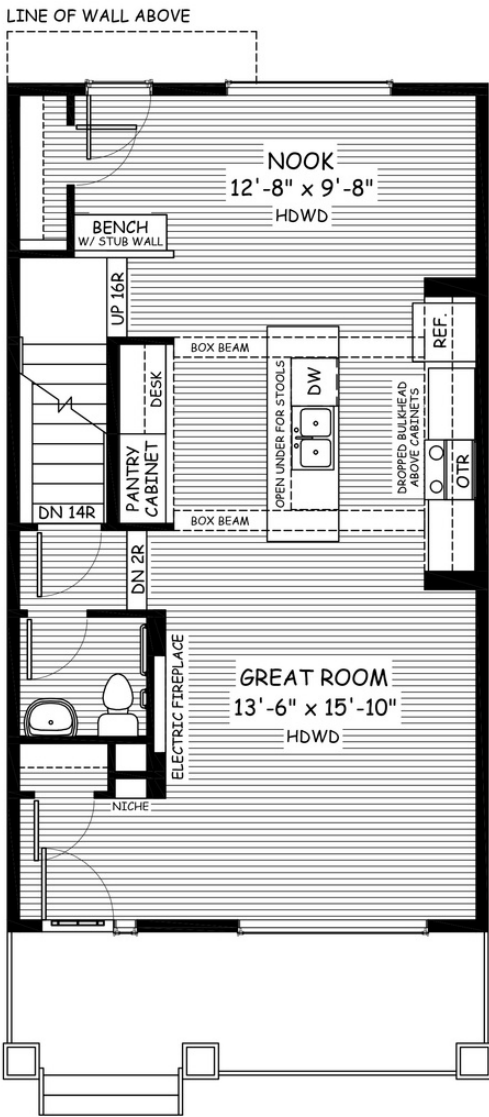 LINE OF WALL ABOVE
NOOK
12'-8" x 9'-8"
HDWD
BENCH
W/ STUB WALL
UP 16R
REF.
BOX BEAM
DW
DESK
OPEN UNDER FOR STOOLS
DROPPED BULKHEAD
ABOVE CABINETS
PANTRY
CABINET
OTR
DN 14R
BOX BEAM
DN 2R
ELECTRIC FIREPLACE
GREAT ROOM
13'-6" x 15'-10"
HDWD
NICHE